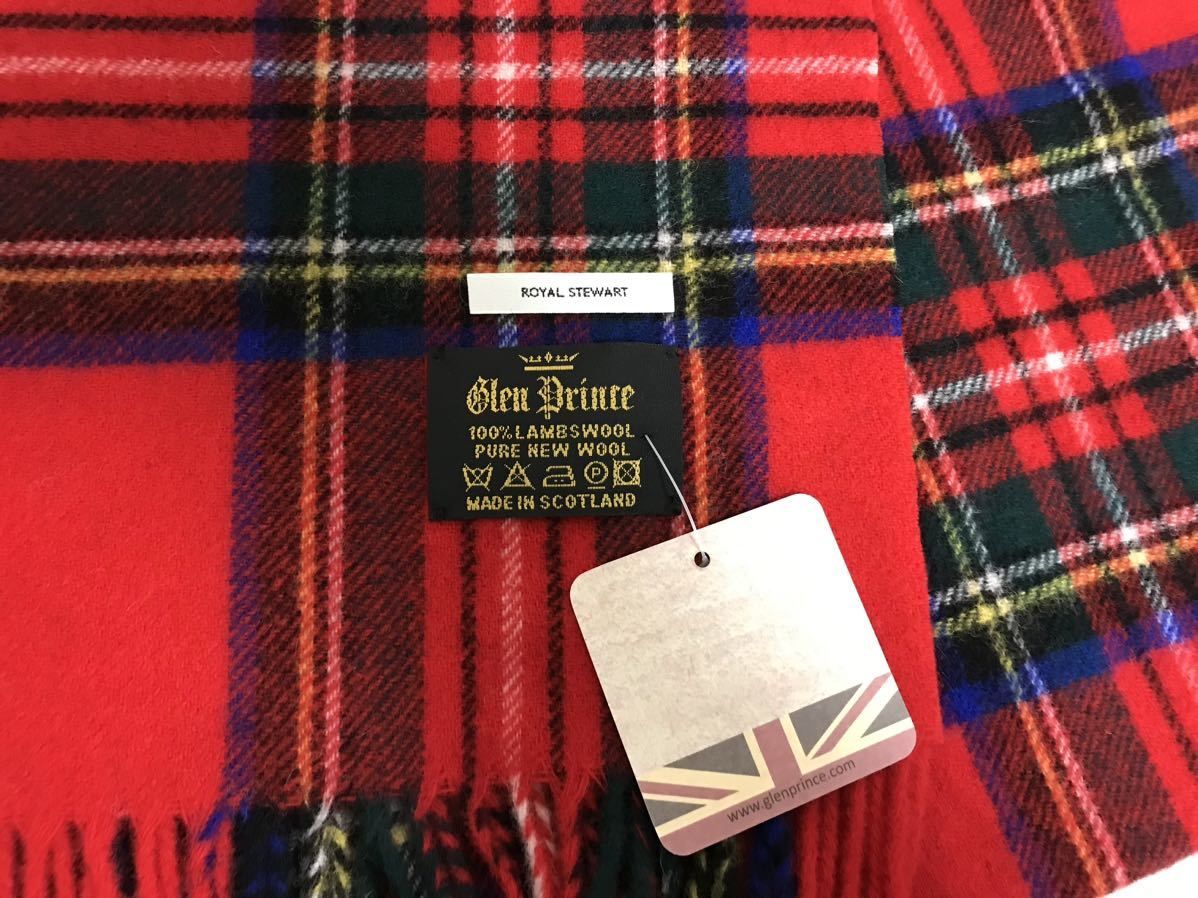 ROYAL STEWART
Glen Prince
100% LAMBSWOOL
PURE NEW WOOL
MADE IN SCOTLAND
www.glenprince.com